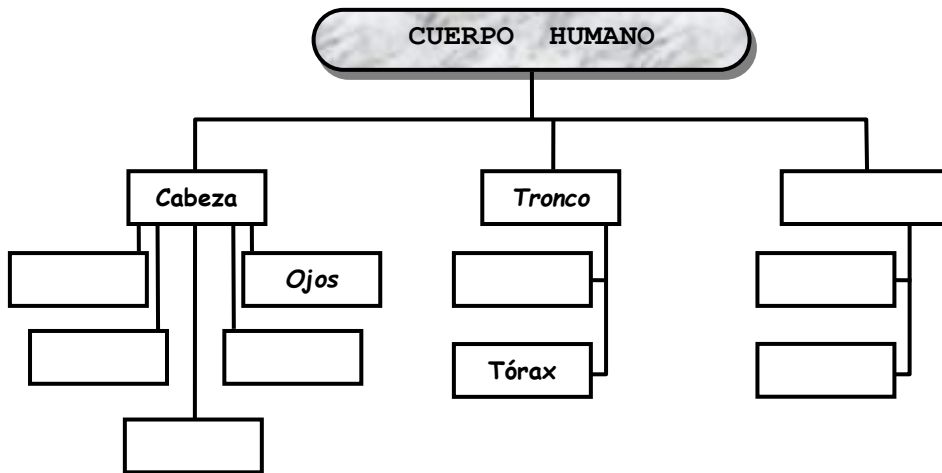 CUERPO HUMANO
Cabeza
Tronco
Ojos
Tórax